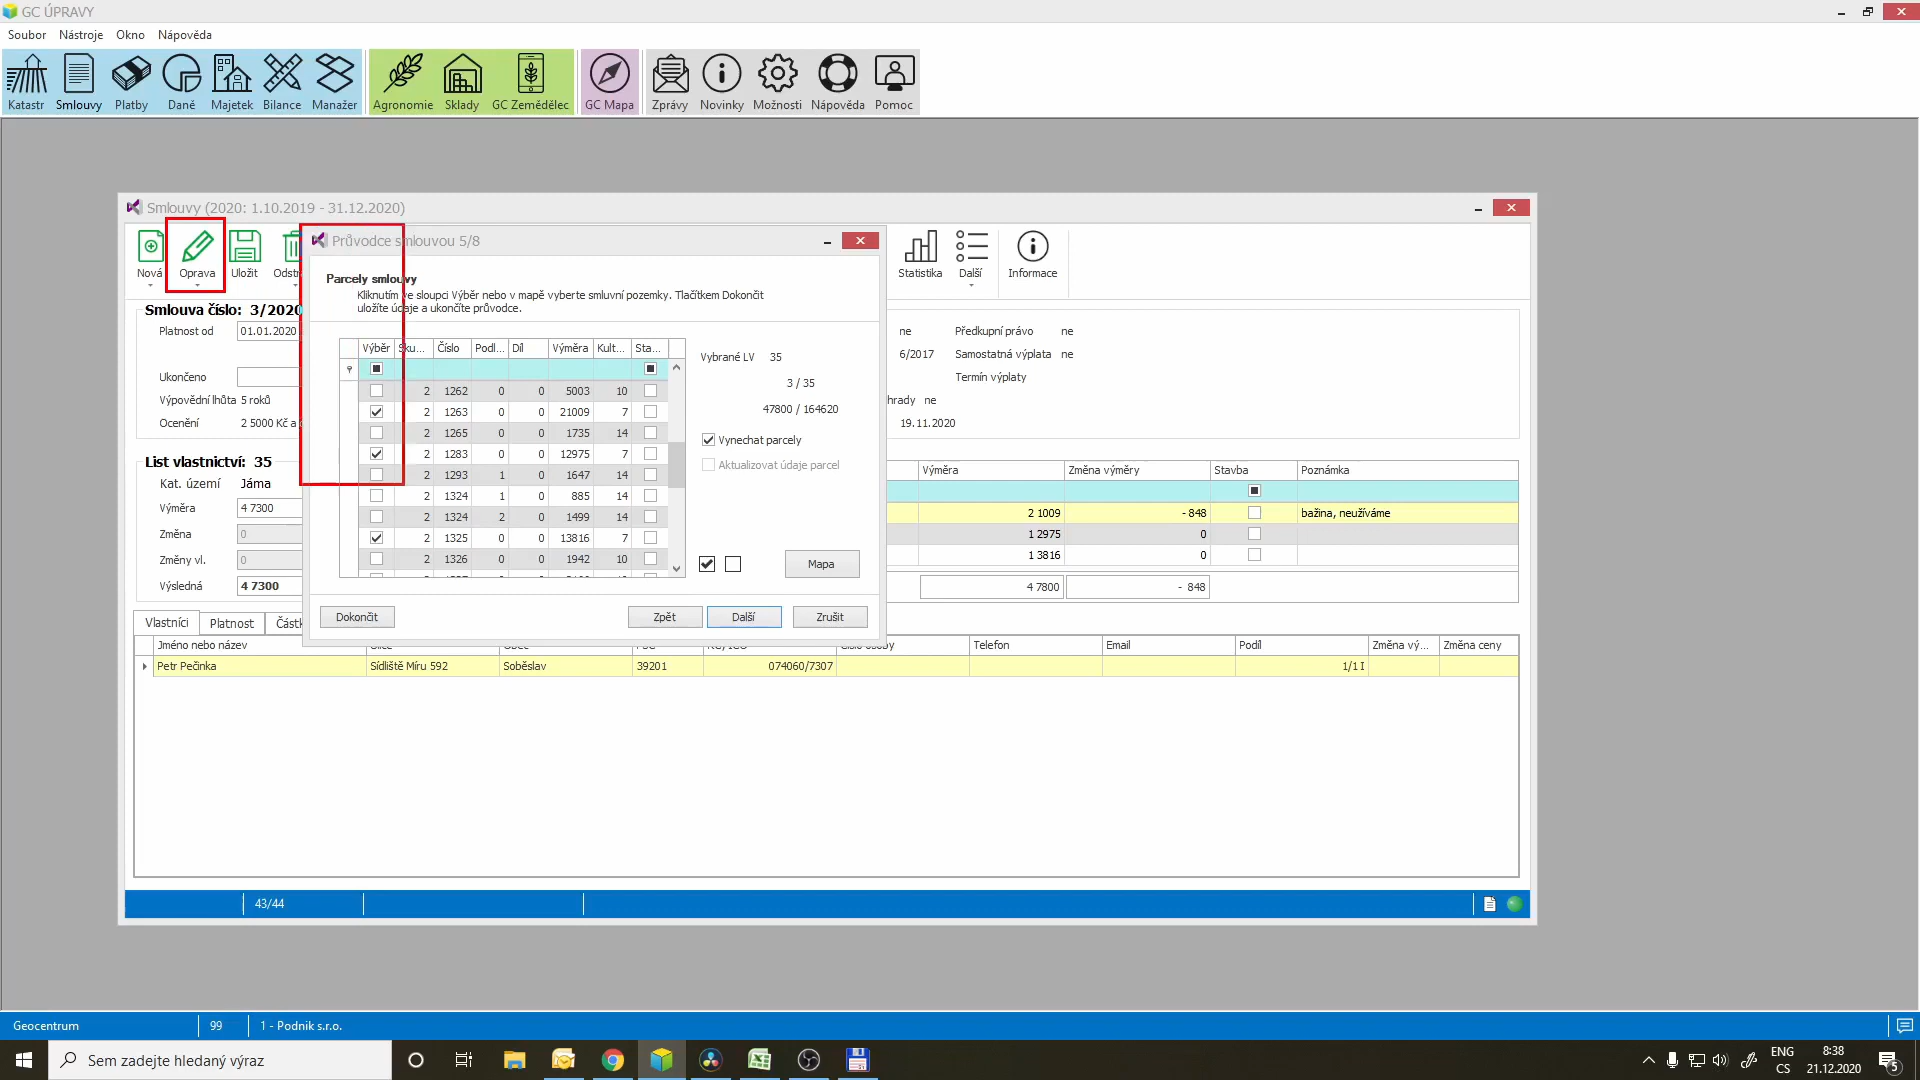 GC ÚPRAVY
Soubor Nástroje Okno Nápověda
Katastr Smlouvy Platby Daně Majetek Bilance Manažer Agronomie Sklady GC Zemědělec GC Mapa Zprávy Novinky Možnosti Nápověda Pomoc
Smlouvy (2020: 1.10.2019 - 31.12.2020)
Nová Oprava Uložit Statistika Další Informace
Průvodce smlouvou 5/8
Parcely smlouvy
Kliknutím ve sloupci Výběr nebo v mapě vyberte smluvní pozemky. Tlačítkem Dokončit
uložíte údaje a ukončíte průvodce.
Smlouva číslo: 3/2020
Platnost od 01.01.2020
Ukončeno
Výpovědní lhůta 5 roků
Ocenění 2 5000 Kč a
ne Předkupní právo ne
6/2017 Samostatná výplata ne
Termín výplaty
hrady ne
19.11.2020
Výběr Sku... Číslo Podl... Díl Výměra Kult... Sta...
2 1262 0 0 5003 10
2 1263 0 0 21009 7
2 1265 0 0 1735 14
2 1283 0 0 12975 7
2 1293 1 0 1647 14
2 1324 1 0 885 14
2 1324 2 0 1499 14
2 1325 0 0 13816 7
2 1326 0 0 1942 10
Vybrané LV 35
3 / 35
47800 / 164620
Vynechat parcely
Aktualizovat údaje parcel
Mapa
Dokončit Zpět Další Zrušit
List vlastnictví: 35
Kat. území Jáma
Výměra 4 7300
Změna 0
Změny vl. 0
Výsledná 4 7300
Výměra Změna výměry Stavba Poznámka
2 1009 - 848 bažina, neužíváme
1 2975 0
1 3816 0
4 7800 - 848
Vlastníci Platnost Částk
Jméno nebo název Telefon Email Podíl Změna vý... Změna ceny
Petr Pečinka Sídliště Míru 592 Soběslav 39201 074060/7307 1/1 I
43/44
Geocentrum 99 1 - Podnik s.r.o.
Sem zadejte hledaný výraz
ENG 8:38
CS 21.12.2020 5